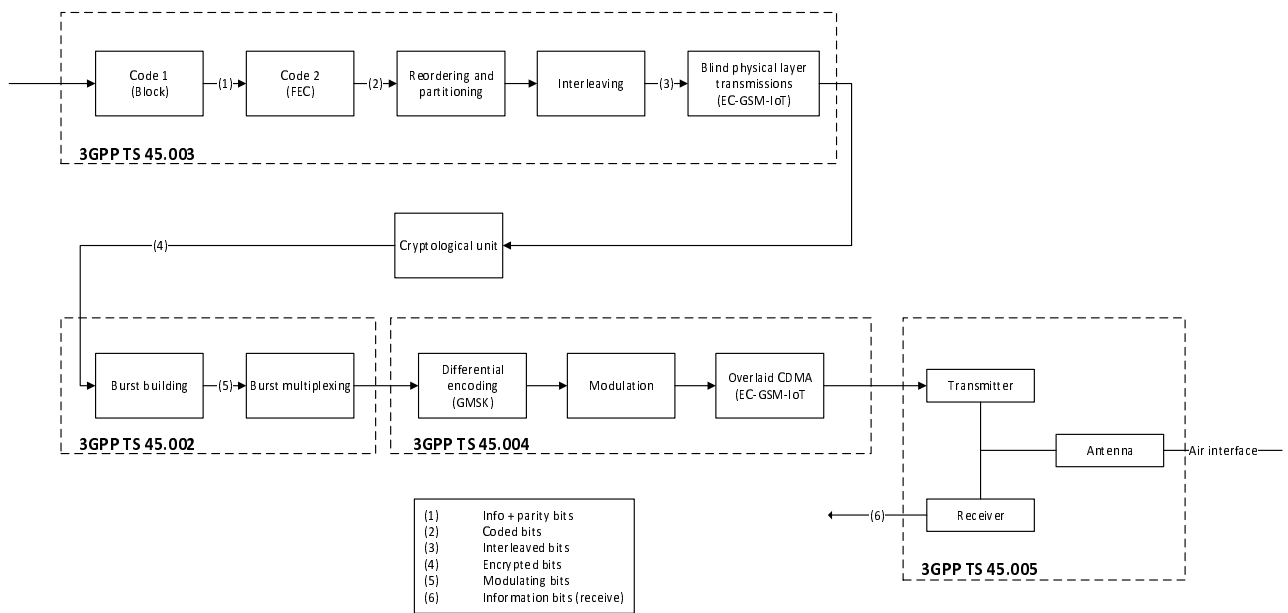 Code 1
(Block)
(1)
Code 2
(FEC)
(2)
Reordering and
partitioning
Interleaving
(3)
Blind physical layer
transmissions
(EC-GSM-IoT)
3GPP TS 45.003
(4)
Cryptological unit
Burst building
(5)
Burst multiplexing
3GPP TS 45.002
Differential
encoding
(GMSK)
Modulation
Overlaid CDMA
(EC-GSM-IoT
3GPP TS 45.004
Transmitter
Antenna
Air interface
Receiver
(6)
3GPP TS 45.005
(1) Info + parity bits
(2) Coded bits
(3) Interleaved bits
(4) Encrypted bits
(5) Modulating bits
(6) Information bits (receive)